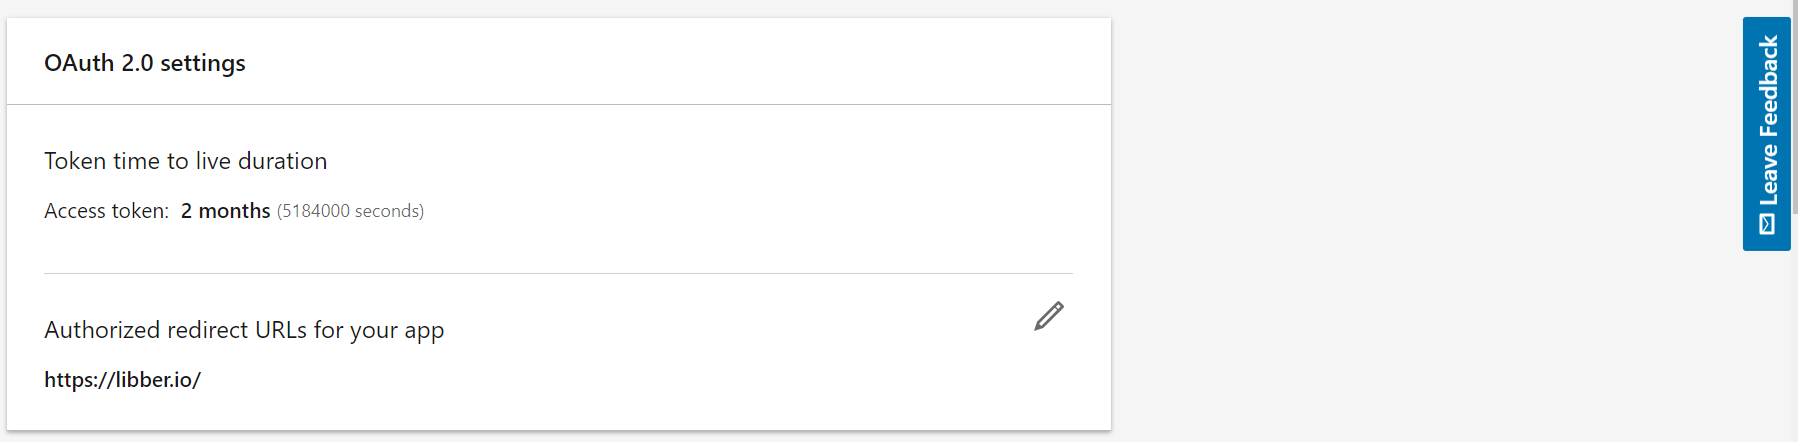 OAuth 2.0 settings
Token time to live duration
Access token: 2 months (5184000 seconds)
Authorized redirect URLs for your app
https://libber.io/
Leave Feedback